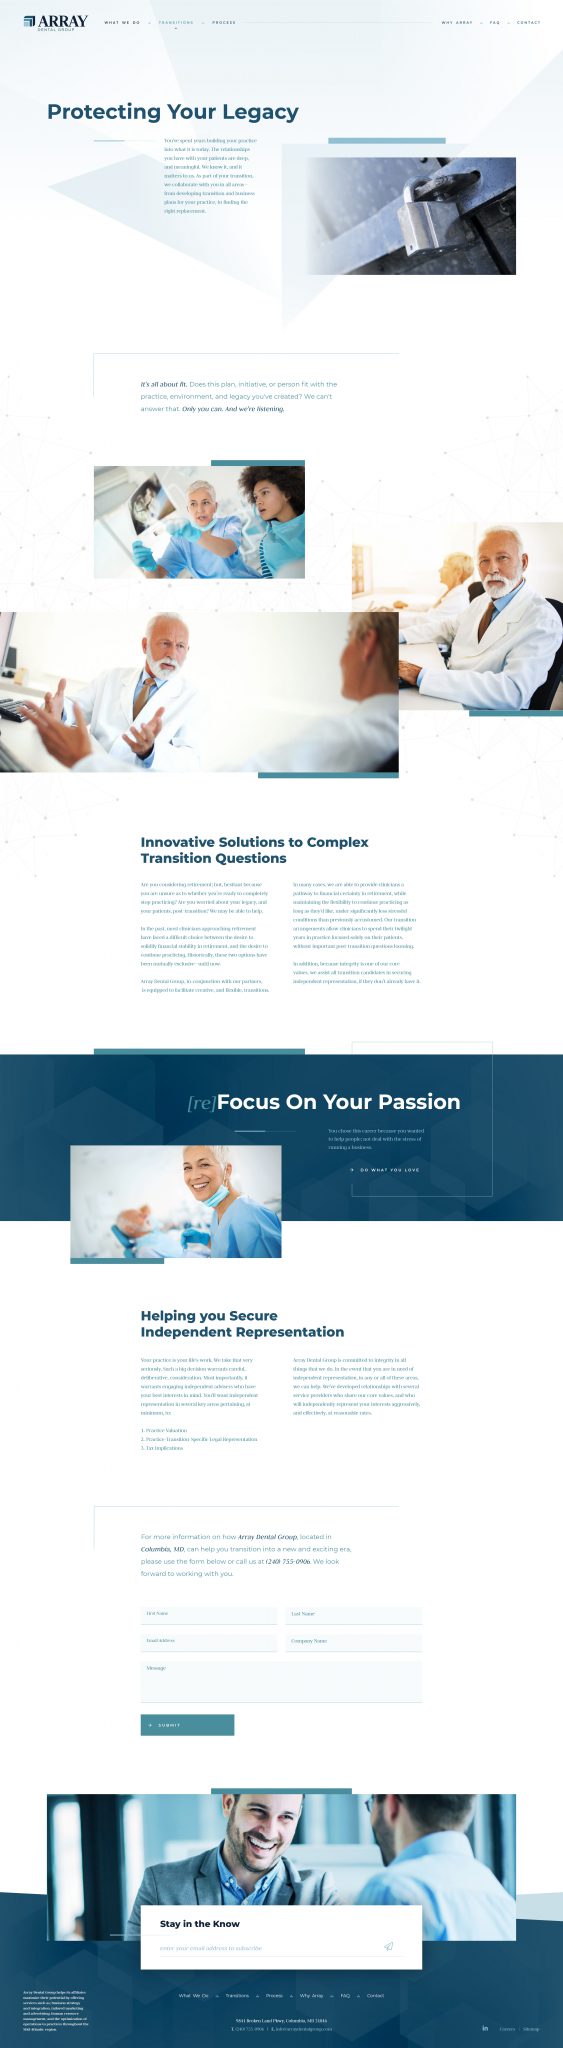 ARRAY
DENTAL GROUP
WHAT WE DO
TRANSITIONS
PROCESS
WHY ARRAY
FAQ
CONTACT
Protecting Your Legacy
You've spent years building your practice
into what it is today. The relationships
you have with your patients are deep,
and meaningful. We know it, and it
matters to us. As part of your transition,
we collaborate with you in all areas—
from developing transition and business
plans for your practice, to finding the
right replacement.
It's all about fit. Does this plan, initiative, or person fit with the
practice, environment, and legacy you've created? We can't
answer that. Only you can. And we're listening.
Innovative Solutions to Complex
Transition Questions
Are you considering retirement, but, hesitant because
you are unsure as to whether you're ready to completely
stop practicing? Are you worried about your legacy, and
your patients, post-transition? We may be able to help.
In the past, most clinicians approaching retirement
have faced a difficult choice between the desire to
solidify financial stability in retirement, and the desire to
continue practicing. Historically, these two options have
been mutually exclusive—until now.
Array Dental Group, in conjunction with our partners,
is equipped to facilitate creative, and flexible, transitions.
In many cases, we are able to provide clinicians a
pathway to financial certainty in retirement, while
maintaining the flexibility to continue practicing as
long as they'd like, under significantly less stressful
conditions than previously accustomed. Our transition
arrangements allow clinicians to spend their twilight
years in practice focused solely on their patients,
without important post-transition questions looming.
In addition, because integrity is one of our core
values, we assist all transition candidates in securing
independent representation, if they don't already have it.
[re]Focus On Your Passion
You chose this career because you wanted
to help people; not deal with the stress of
running a business.
DO WHAT YOU LOVE
Helping you Secure
Independent Representation
Your practice is your life's work. We take that very
seriously. Such a big decision warrants careful,
deliberative, consideration. Most importantly, it
warrants engaging independent advisors who have
your best interests in mind. You'll want independent
representation in several key areas pertaining, at
minimum, to:
1. Practice Valuation
2. Practice-Transition-Specific Legal Representation
3. Tax Implications
Array Dental Group is committed to integrity in all
things that we do. In the event that you are in need of
independent representation, in any or all of these areas,
we can help. We've developed relationships with several
service providers who share our core values, and who
will independently represent your interests aggressively,
and effectively, at reasonable rates.
For more information on how Array Dental Group, located in
Columbia, MD, can help you transition into a new and exciting era,
please use the form below or call us at (240) 755-0906. We look
forward to working with you.
First Name
Last Name
Email Address
Company Name
Message
SUBMIT
Stay in the Know
enter your email address to subscribe
Array Dental Group helps its affiliates
maximize their potential by offering
services such as, business strategy
and integration, tailored marketing
and advertising, human resource
management, and the optimization of
operations to practices throughout the
Mid-Atlantic region.
What We Do
Transitions
Process
Why Array
FAQ
Contact
5841 Broken Land Pkwy, Columbia, MD 21046
T. (240) 755-0906 | E. info@arraydentalgroup.com
in
Careers | Sitemap